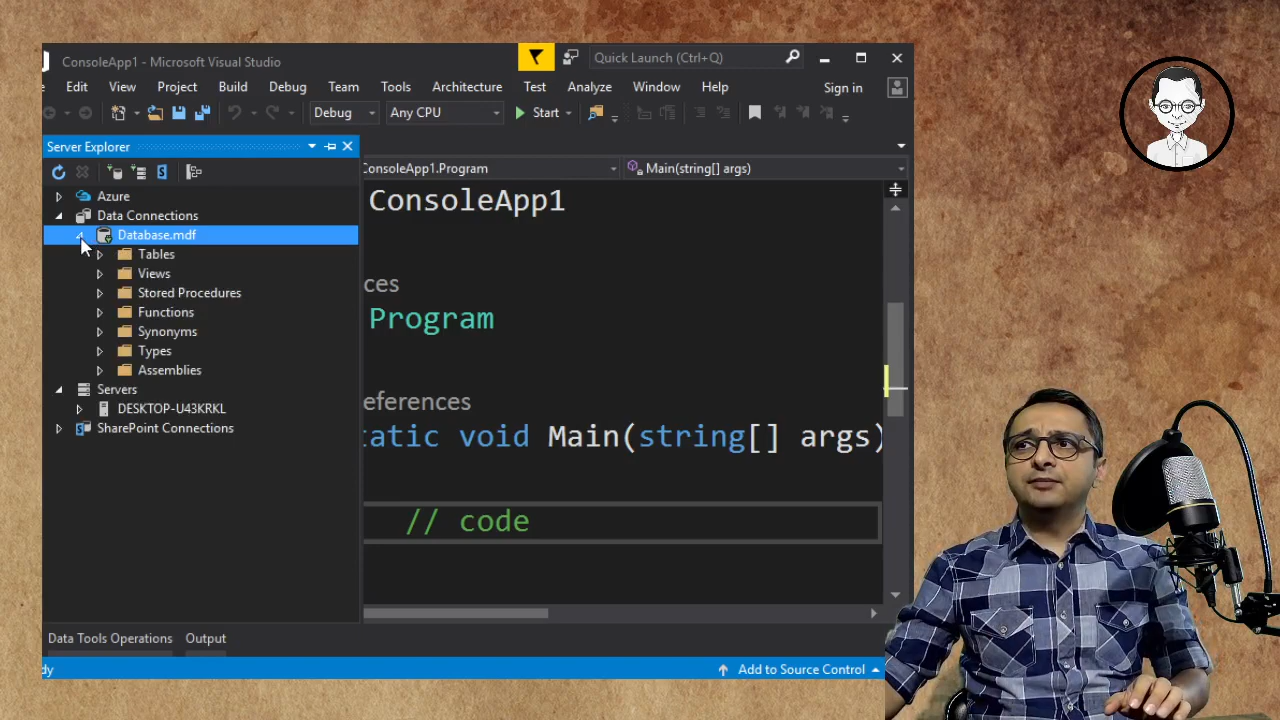 ConsoleApp1 - Microsoft Visual Studio
Quick Launch (Ctrl+Q)
Edit View Project Build Debug Team Tools Architecture Test Analyze Window Help Sign in
Debug Any CPU Start
Server Explorer
ConsoleApp1.Program Main(string[] args)
Azure
Data Connections
Database.mdf
Tables
Views
Stored Procedures
Functions
Synonyms
Types
Assemblies
Servers
DESKTOP-U43KRKL
SharePoint Connections
ConsoleApp1
ces
Program
eferences
tatic void Main(string[] args)
// code
Data Tools Operations Output
dy Add to Source Control